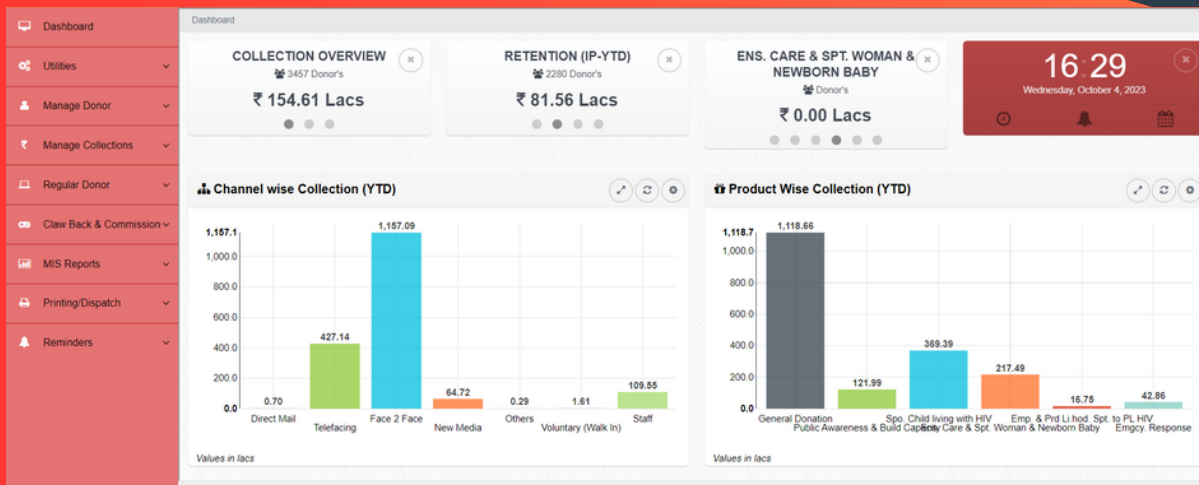 Dashboard
Utilities
Manage Donor
Manage Collections
Regular Donor
Claw Back & Commission
MIS Reports
Printing/Dispatch
Reminders
Dashboard
COLLECTION OVERVIEW
3457 Donor's
₹ 154.61 Lacs
RETENTION (IP-YTD)
2280 Donor's
₹ 81.56 Lacs
ENS. CARE & SPT. WOMAN &
NEWBORN BABY
Donor's
₹ 0.00 Lacs
16:29
Wednesday, October 4, 2023
Channel wise Collection (YTD)
1,157.1
1,000.0
800.0
600.0
400.0
200.0
0.0
0.70
427.14
1,157.09
64.72
0.29
1.61
109.55
Direct Mail
Telefacing
Face 2 Face
New Media
Others
Voluntary (Walk In)
Staff
Values in lacs
Product Wise Collection (YTD)
1,118.7
1,000.0
800.0
600.0
400.0
200.0
0.0
1,118.66
121.99
369.39
217.49
16.75
42.86
General Donation
Public Awareness & Build
Spo. Child living with HIV
Care & Spt. Woman & Newborn Baby
Emp. & Prd Li.hod. Spt. to PL HIV
Emgcy. Response
Values in lacs